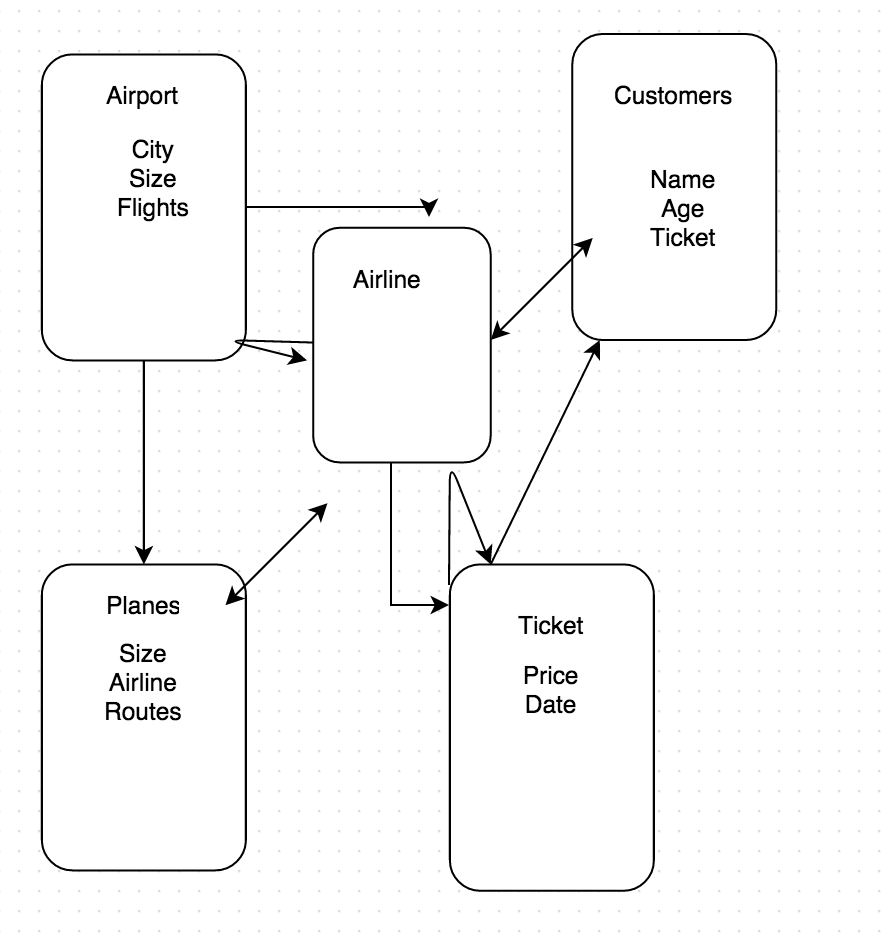 Airport
City
Size
Flights
Customers
Name
Age
Ticket
Airline
Planes
Size
Airline
Routes
Ticket
Price
Date